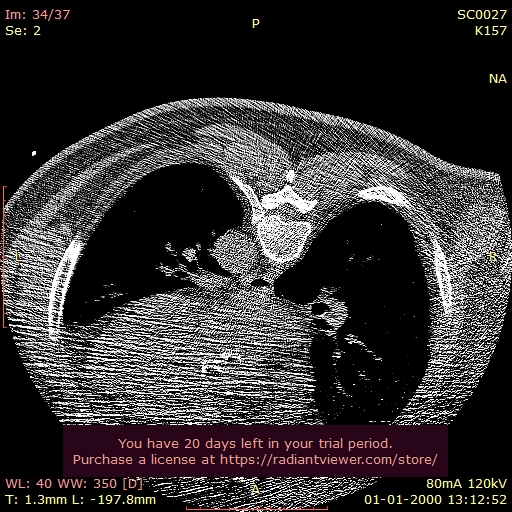 Im: 34/37
Se: 2
P
SC0027
K157
NA
L
R
You have 20 days left in your trial period.
Purchase a license at https://radiantviewer.com/store/
WL: 40 WW: 350 [D]
T: 1.3mm L: -197.8mm
A
80mA 120kV
01-01-2000 13:12:52